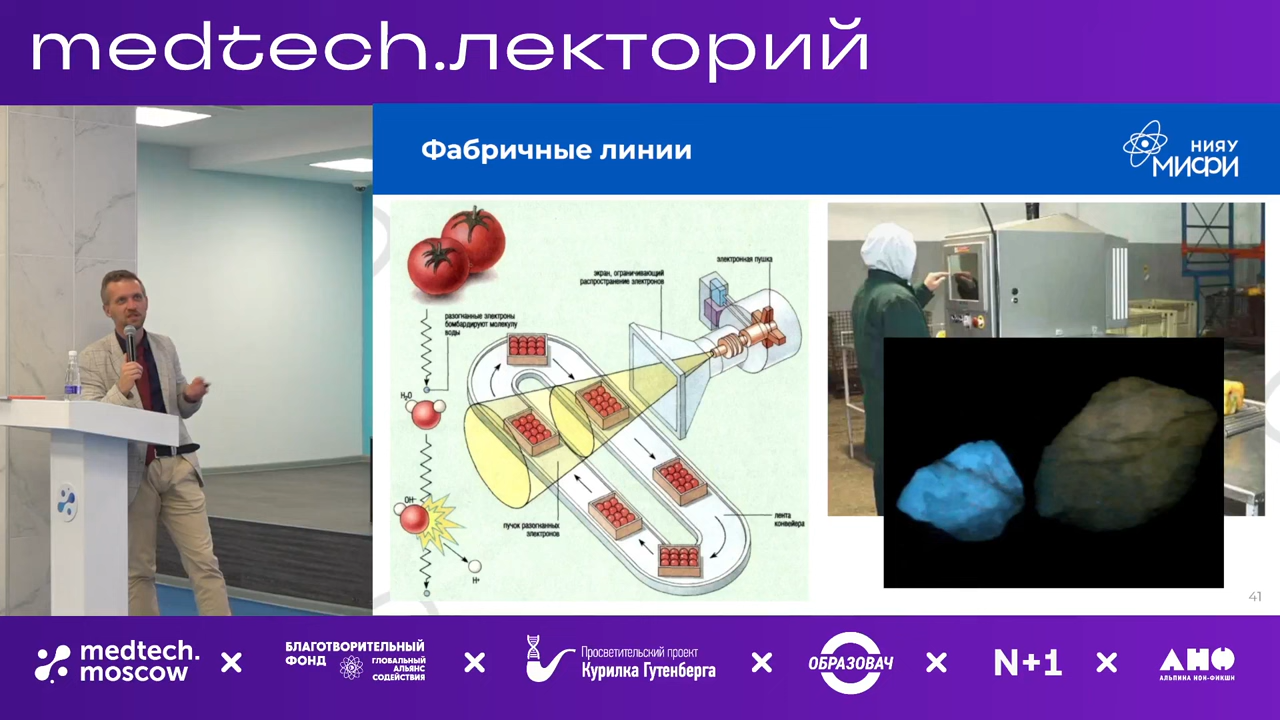 medtech.лекторий
Фабричные линии
НИЯУ
МИФИ
электронная пушка
экран, ограничивающий
распространение электронов
разогнанные электроны
бомбардируют молекулу
воды
H₂O
OH⁻
H⁺
пучок разогнанных
электронов
лента
конвейера
41
medtech.
moscow
БЛАГОТВОРИТЕЛЬНЫЙ
ФОНД
ГЛОБАЛЬНЫЙ
АЛЬЯНС
СОДЕЙСТВИЯ
Просветительский проект
Курилка Гутенберга
ОБРАЗОВАЧ
N+1
АНФ
АЛЬПИНА НОН-ФИКШН